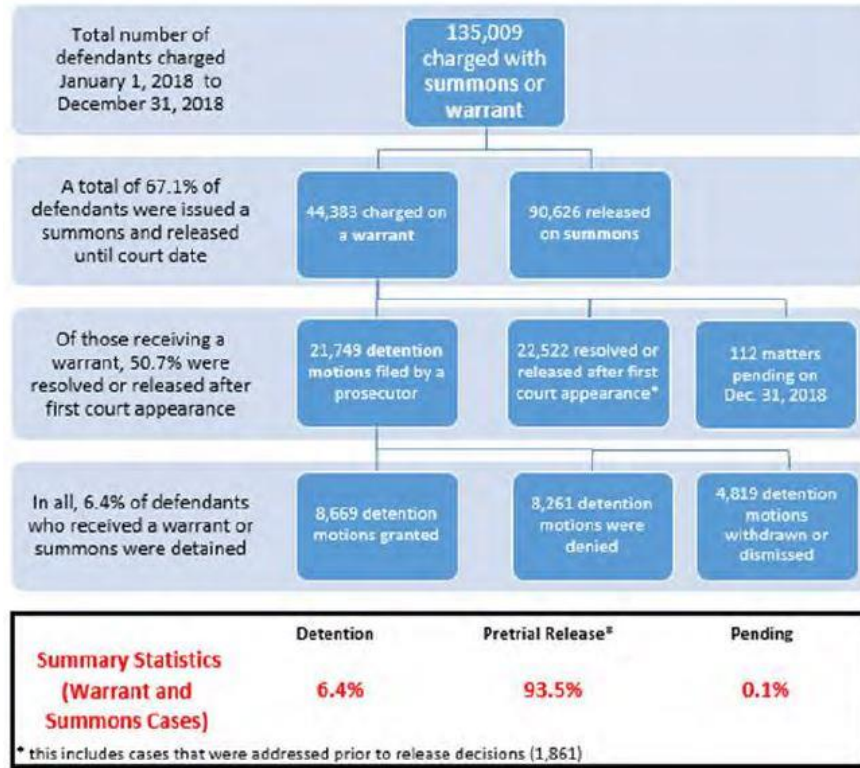 Total number of
defendants charged
January 1, 2018 to
December 31, 2018
135,009
charged with
summons or
warrant
A total of 67.1% of
defendants were issued a
summons and released
until court date
44,383 charged on
a warrant
90,626 released
on summons
Of those receiving a
warrant, 50.7% were
resolved or released after
first court appearance
21,749 detention
motions filed by a
prosecutor
22,522 resolved or
released after first
court appearance*
112 matters
pending on
Dec. 31, 2018
In all, 6.4% of defendants
who received a warrant or
summons were detained
8,669 detention
motions granted
8,261 detention
motions were
denied
4,819 detention
motions
withdrawn or
dismissed
Detention Pretrial Release* Pending
Summary Statistics
(Warrant and
Summons Cases)
6.4% 93.5% 0.1%
* this includes cases that were addressed prior to release decisions (1,861)